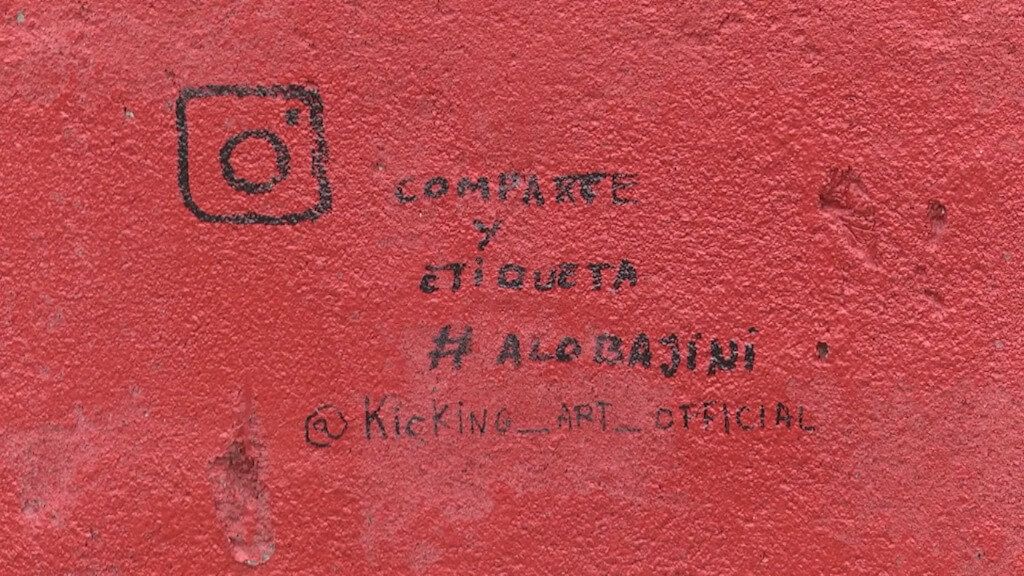 COMPARTE
Y
ETiQUETA
# ALOBAJiNi
@KicKiNG_ART_OFFICIAL